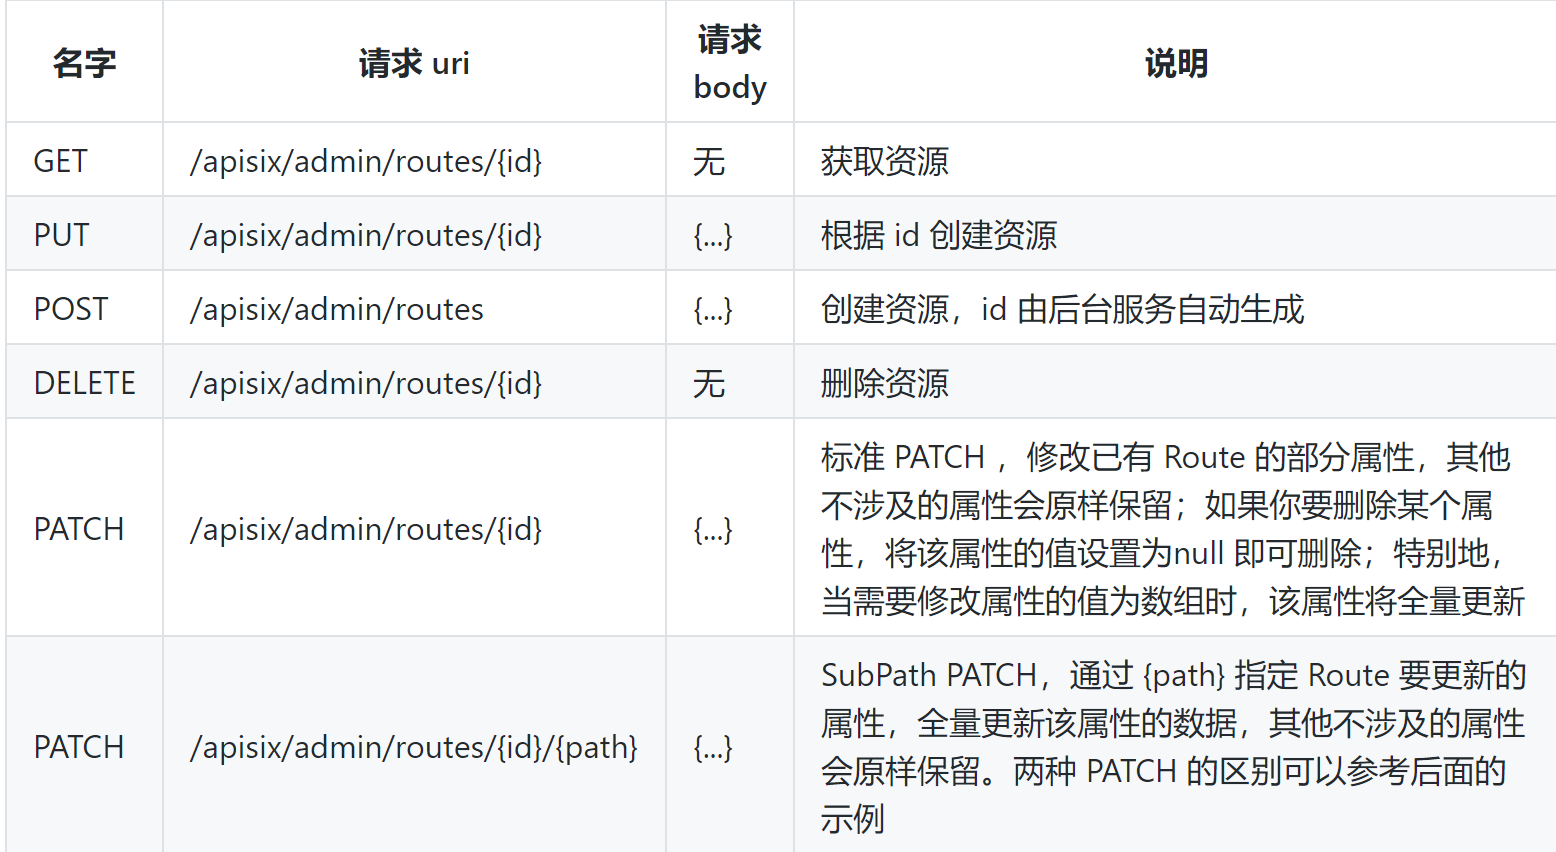 名字
请求 uri
请求
body
说明
GET
/apisix/admin/routes/{id}
无
获取资源
PUT
/apisix/admin/routes/{id}
{...}
根据 id 创建资源
POST
/apisix/admin/routes
{...}
创建资源，id 由后台服务自动生成
DELETE
/apisix/admin/routes/{id}
无
删除资源
PATCH
/apisix/admin/routes/{id}
{...}
标准 PATCH ，修改已有 Route 的部分属性，其他
不涉及的属性会原样保留；如果你要删除某个属
性，将该属性的值设置为null 即可删除；特别地，
当需要修改属性的值为数组时，该属性将全量更新
PATCH
/apisix/admin/routes/{id}/{path}
{...}
SubPath PATCH，通过 {path} 指定 Route 要更新的
属性，全量更新该属性的数据，其他不涉及的属性
会原样保留。两种 PATCH 的区别可以参考后面的
示例